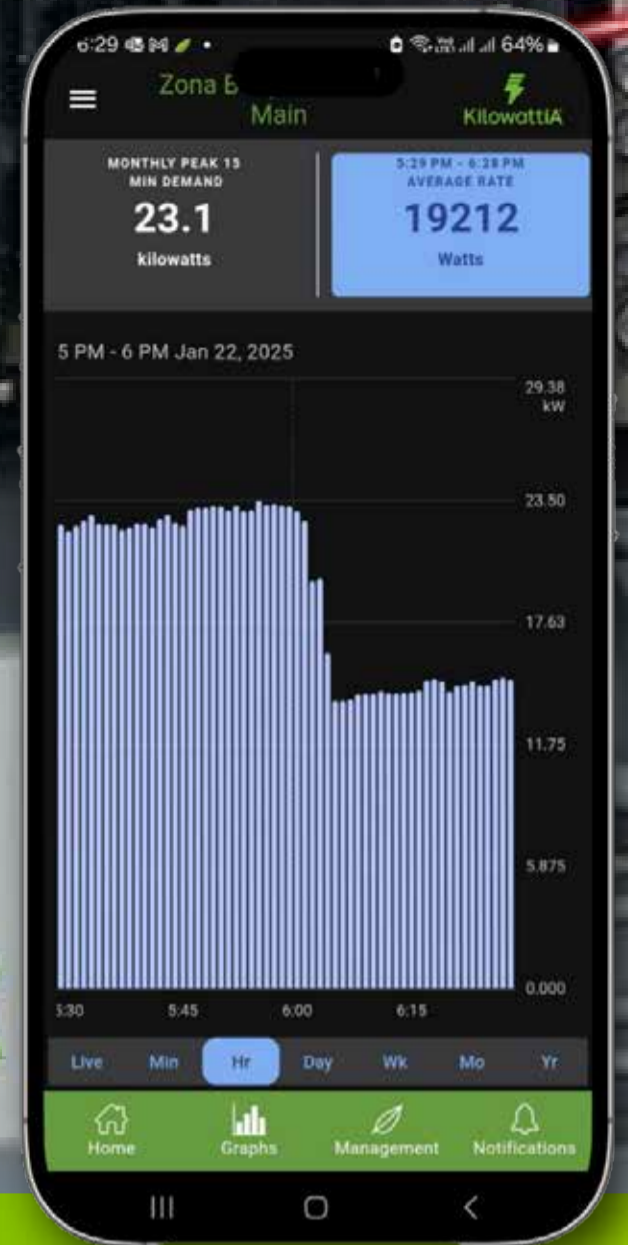 6:29
64%
Zona B
Main
KilowattIA
MONTHLY PEAK 15
MIN DEMAND
23.1
kilowatts
5:29 PM - 6:28 PM
AVERAGE RATE
19212
Watts
5 PM - 6 PM Jan 22, 2025
29.38
kW
23.50
17.63
11.75
5.875
0.000
5:30 5:45 6:00 6:15
Live Min Hr Day Wk Mo Yr
Home Graphs Management Notifications